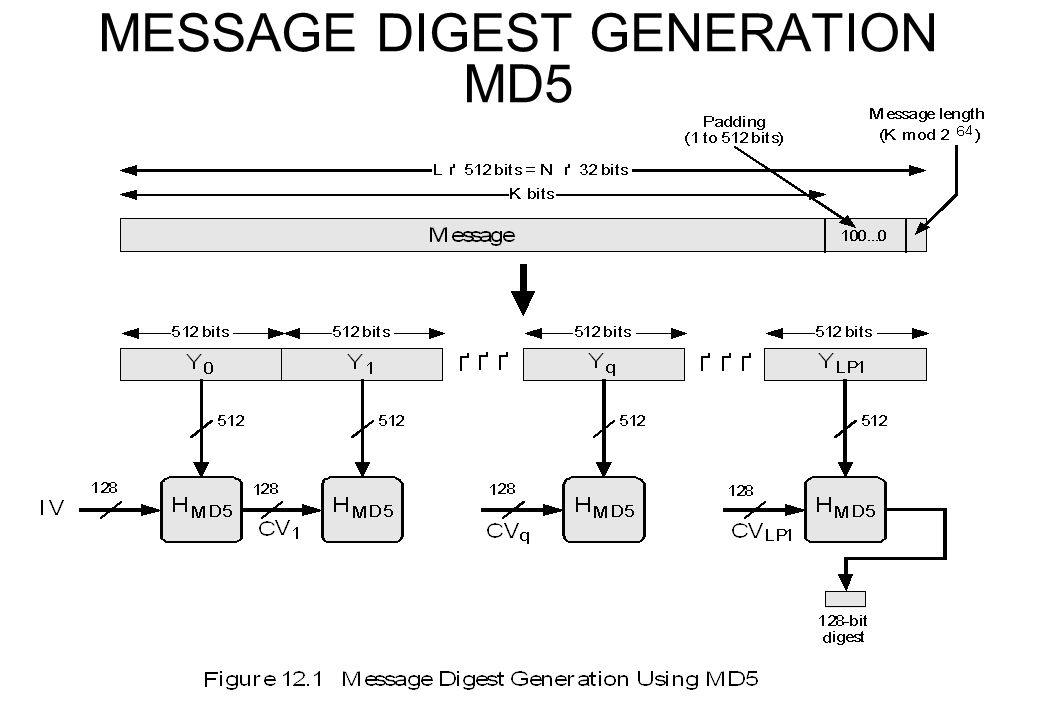 MESSAGE DIGEST GENERATION
MD5
Padding
(1 to 512 bits)
Message length
(K mod 2 64)
L ґ 512 bits = N ґ 32 bits
K bits
Message
100...0
512 bits
512 bits
512 bits
512 bits
Y0
Y1
ґ ґ ґ
Yq
ґ ґ ґ
YLР1
512
512
512
512
IV
128
HMD5
128
CV1
HMD5
128
CVq
HMD5
128
CVLР1
HMD5
128-bit
digest
Figure 12.1 Message Digest Generation Using MD5